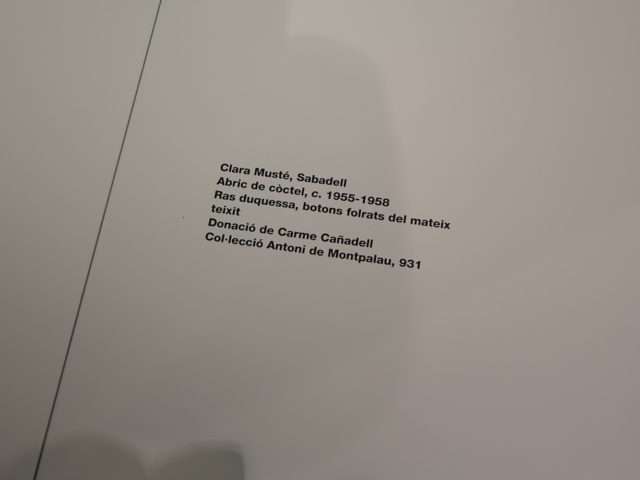 Clara Musté, Sabadell
Abric de còctel, c. 1955-1958
Ras duquessa, botons folrats del mateix
teixit
Donació de Carme Cañadell
Col·lecció Antoni de Montpalau, 931